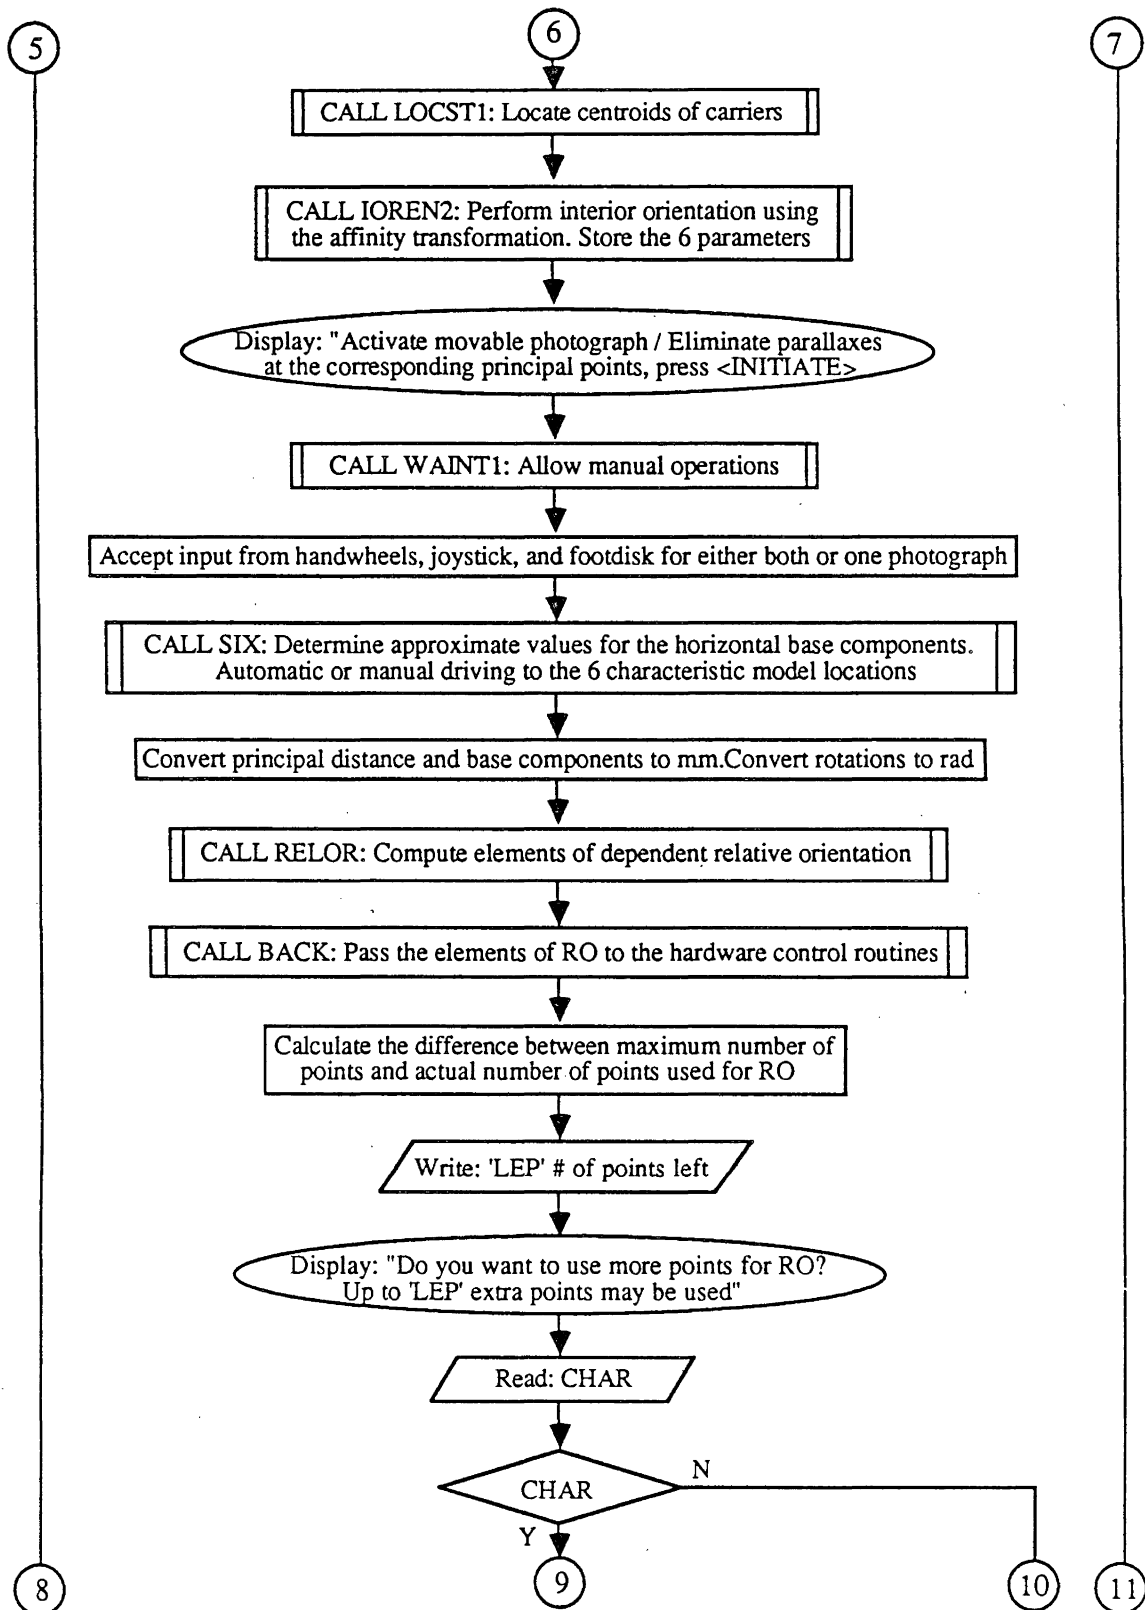 5
6
7
CALL LOCST1: Locate centroids of carriers
CALL IOREN2: Perform interior orientation using
the affinity transformation. Store the 6 parameters
Display: "Activate movable photograph / Eliminate parallaxes
at the corresponding principal points, press <INITIATE>
CALL WAINT1: Allow manual operations
Accept input from handwheels, joystick, and footdisk for either both or one photograph
CALL SIX: Determine approximate values for the horizontal base components.
Automatic or manual driving to the 6 characteristic model locations
Convert principal distance and base components to mm.Convert rotations to rad
CALL RELOR: Compute elements of dependent relative orientation
CALL BACK: Pass the elements of RO to the hardware control routines
Calculate the difference between maximum number of
points and actual number of points used for RO
Write: 'LEP' # of points left
Display: "Do you want to use more points for RO?
Up to 'LEP' extra points may be used"
Read: CHAR
CHAR
N
Y
8
9
10
11